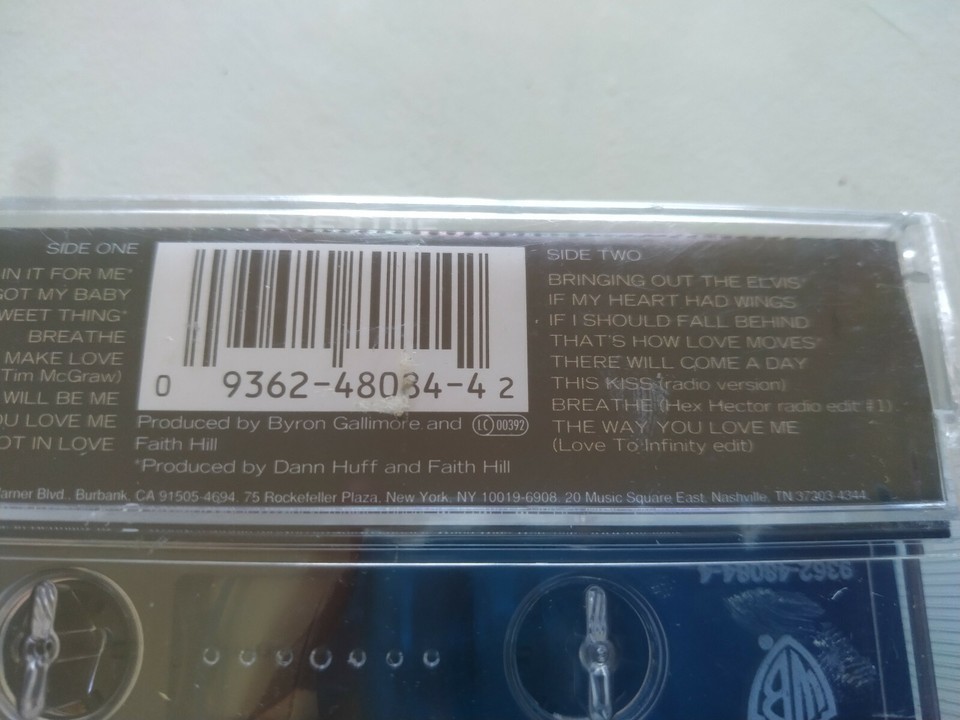 SIDE ONE
IN IT FOR ME*
GOT MY BABY
WEET THING*
BREATHE
MAKE LOVE
Tim McGraw)
WILL BE ME
OU LOVE ME
OT IN LOVE
0 9362-48084-4 2
Produced by Byron Gallimore and LC 00392
Faith Hill
*Produced by Dann Huff and Faith Hill
SIDE TWO
BRINGING OUT THE ELVIS*
IF MY HEART HAD WINGS
IF I SHOULD FALL BEHIND
THAT'S HOW LOVE MOVES*
THERE WILL COME A DAY
THIS KISS (radio version)
BREATHE (Hex Hector radio edit #1)
THE WAY YOU LOVE ME
(Love To Infinity edit)
arner Blvd., Burbank, CA 91505-4694. 75 Rockefeller Plaza, New York, NY 10019-6908. 20 Music Square East, Nashville, TN 37203-4344.
9362-48084-4